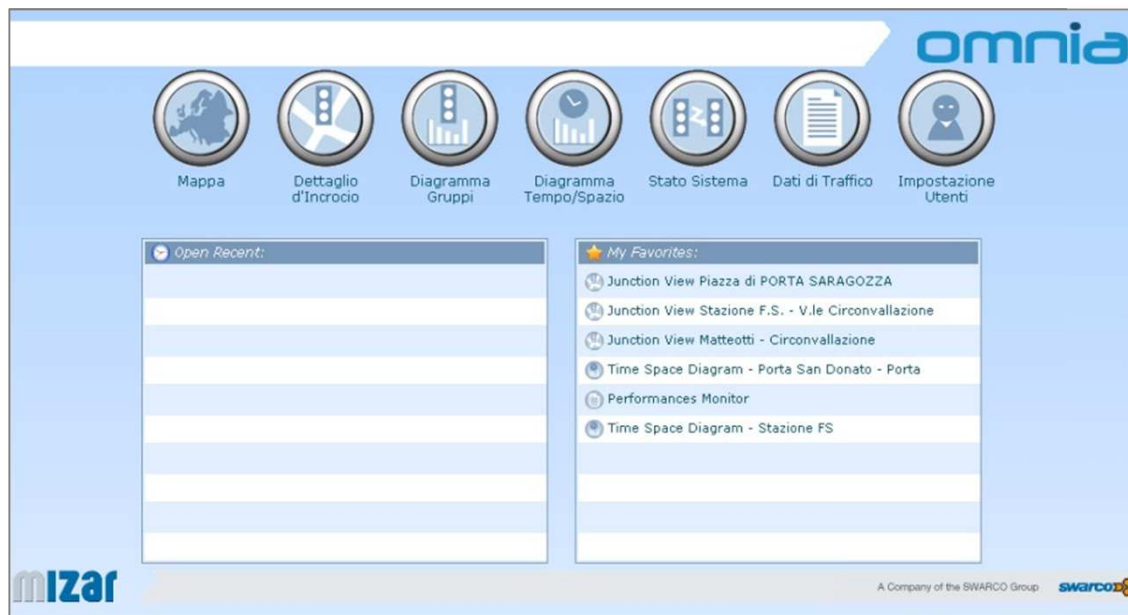 omnia
Mappa
Dettaglio
d'Incrocio
Diagramma
Gruppi
Diagramma
Tempo/Spazio
Stato Sistema
Dati di Traffico
Impostazione
Utenti
Open Recent:
My Favorites:
Junction View Piazza di PORTA SARAGOZZA
Junction View Stazione F.S. - V.le Circonvallazione
Junction View Matteotti - Circonvallazione
Time Space Diagram - Porta San Donato - Porta
Performances Monitor
Time Space Diagram - Stazione FS
mizar
A Company of the SWARCO Group
swarco